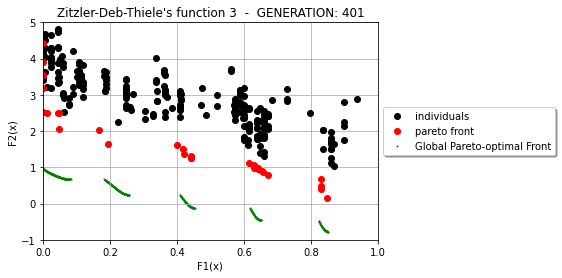 Zitzler-Deb-Thiele's function 3 - GENERATION: 401
5
4
3
2
1
0
−1
F2(x)
0.0 0.2 0.4 0.6 0.8 1.0
F1(x)
individuals
pareto front
Global Pareto-optimal Front